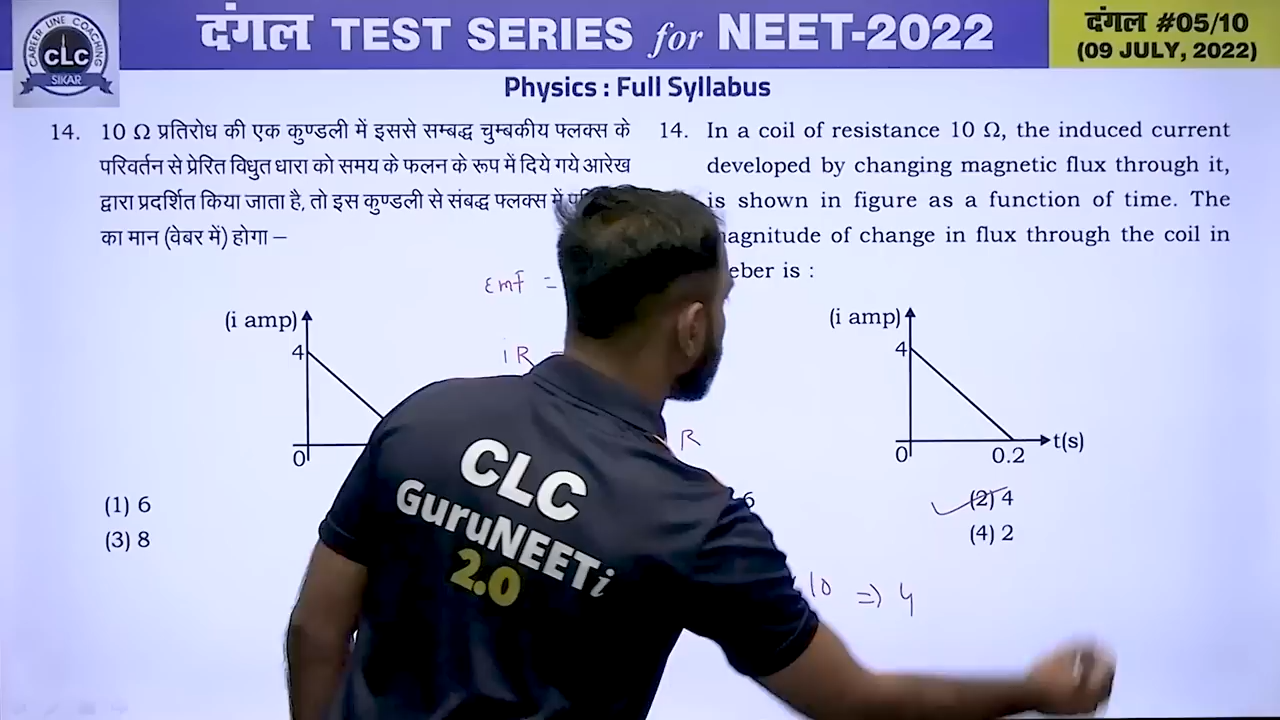 CAREER LINE COACHING
CLC
SIKAR
दंगल TEST SERIES for NEET-2022
दंगल #05/10
(09 JULY, 2022)
Physics : Full Syllabus
14. 10 Ω प्रतिरोध की एक कुण्डली में इससे सम्बद्ध चुम्बकीय फ्लक्स के
परिवर्तन से प्रेरित विधुत धारा को समय के फलन के रूप में दिये गये आरेख
द्वारा प्रदर्शित किया जाता है, तो इस कुण्डली से संबद्ध फ्लक्स में
का मान (वेबर में) होगा –
(i amp)
4
0
(1) 6
(3) 8
14. In a coil of resistance 10 Ω, the induced current
developed by changing magnetic flux through it,
is shown in figure as a function of time. The
magnitude of change in flux through the coil in
eber is :
(i amp)
4
0
0.2
t(s)
6
(2) 4
(4) 2
Emf =
iR =
R
10 => 4
CLC
GuruNEETi
2.0